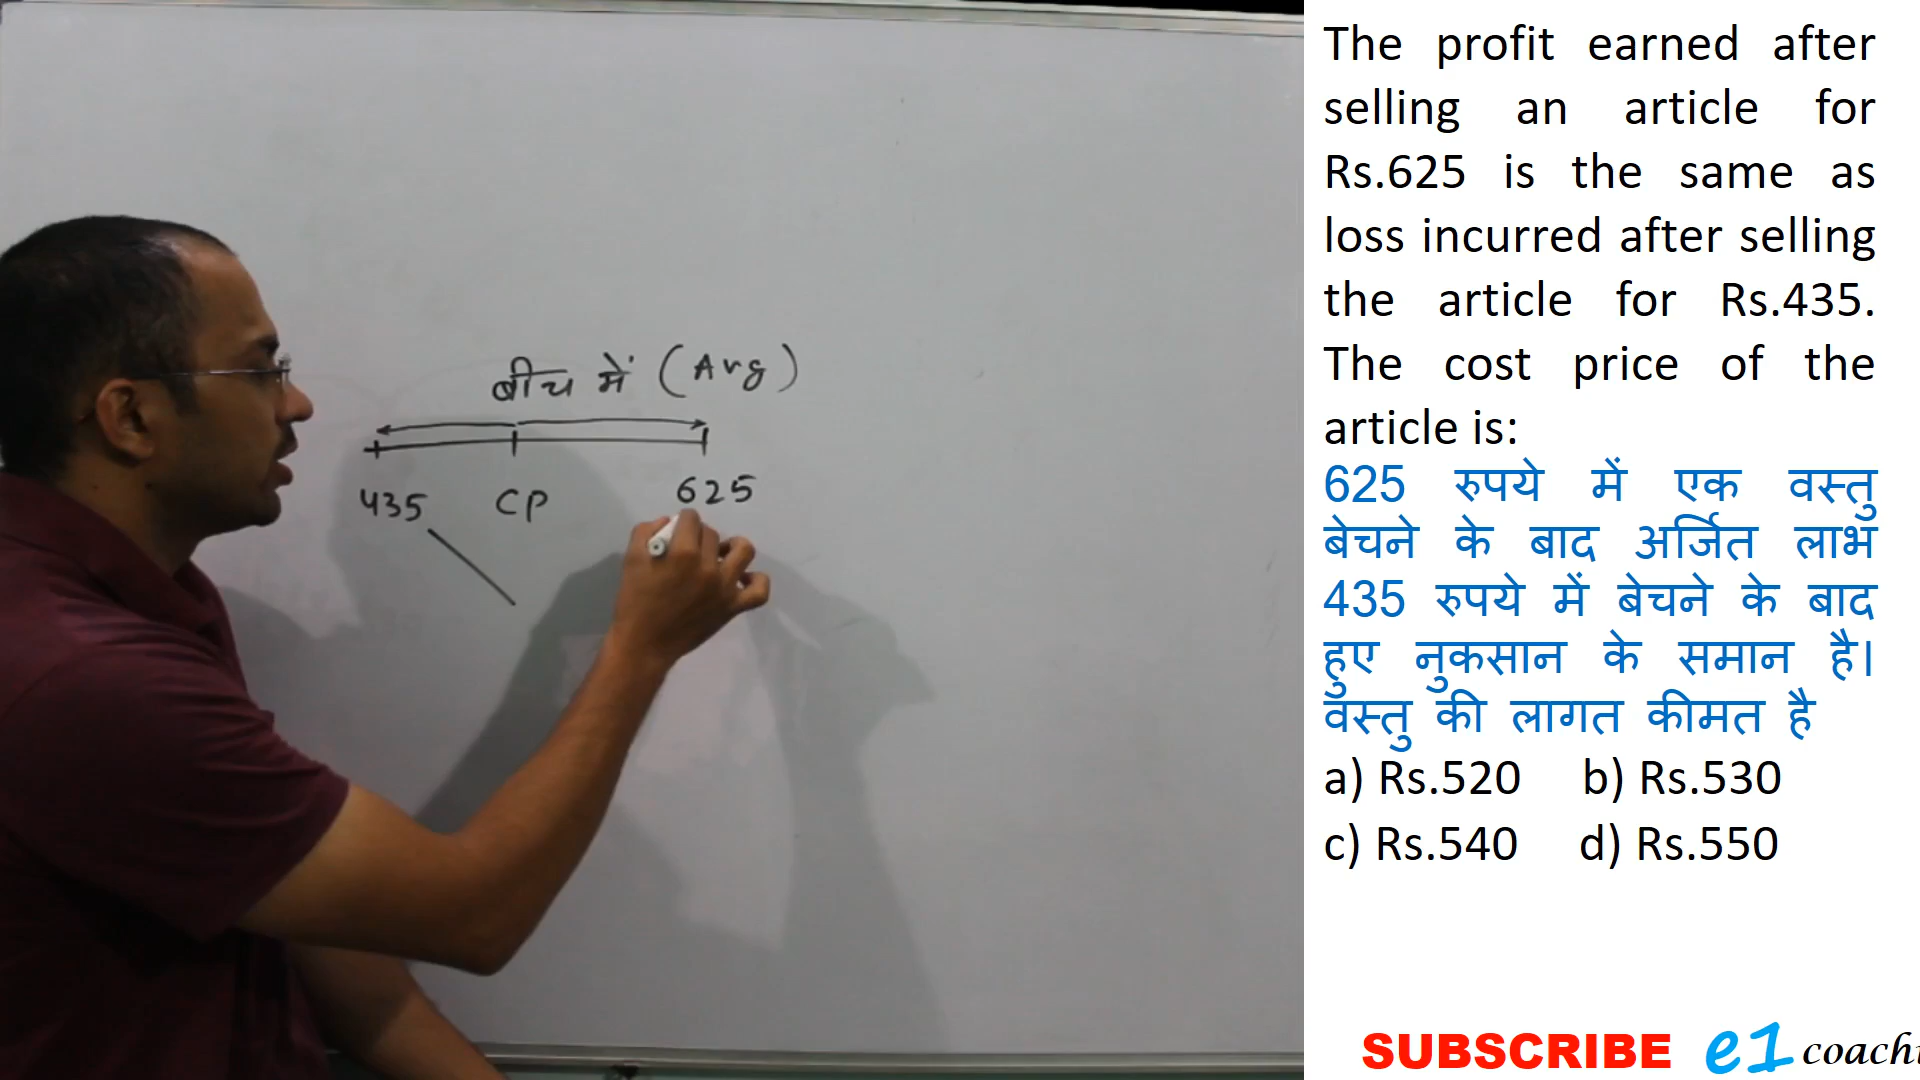 बीच में (Avg)
435 CP 625
The profit earned after
selling an article for
Rs.625 is the same as
loss incurred after selling
the article for Rs.435.
The cost price of the
article is:
625 रुपये में एक वस्तु
बेचने के बाद अर्जित लाभ
435 रुपये में बेचने के बाद
हुए नुकसान के समान है।
वस्तु की लागत कीमत है
a) Rs.520 b) Rs.530
c) Rs.540 d) Rs.550
SUBSCRIBE e1 coachi